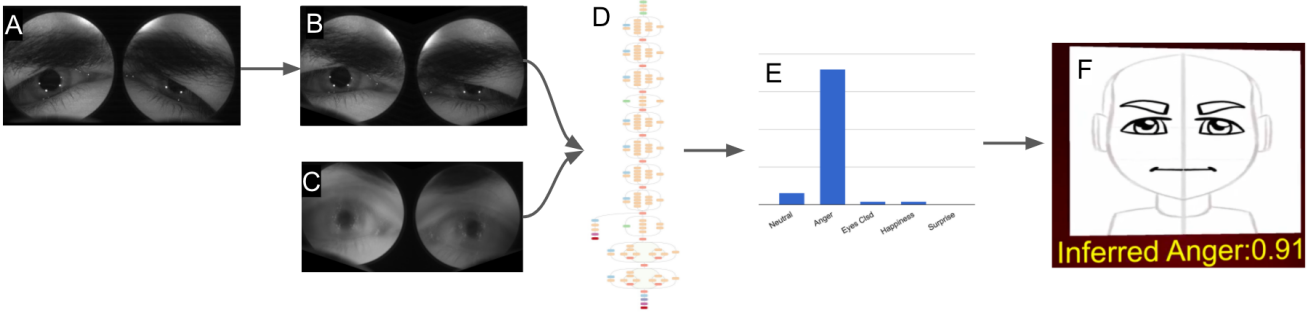 A
B
C
D
E
Neutral
Anger
Eyes Clsd
Happiness
Surprise
F
Inferred Anger:0.91